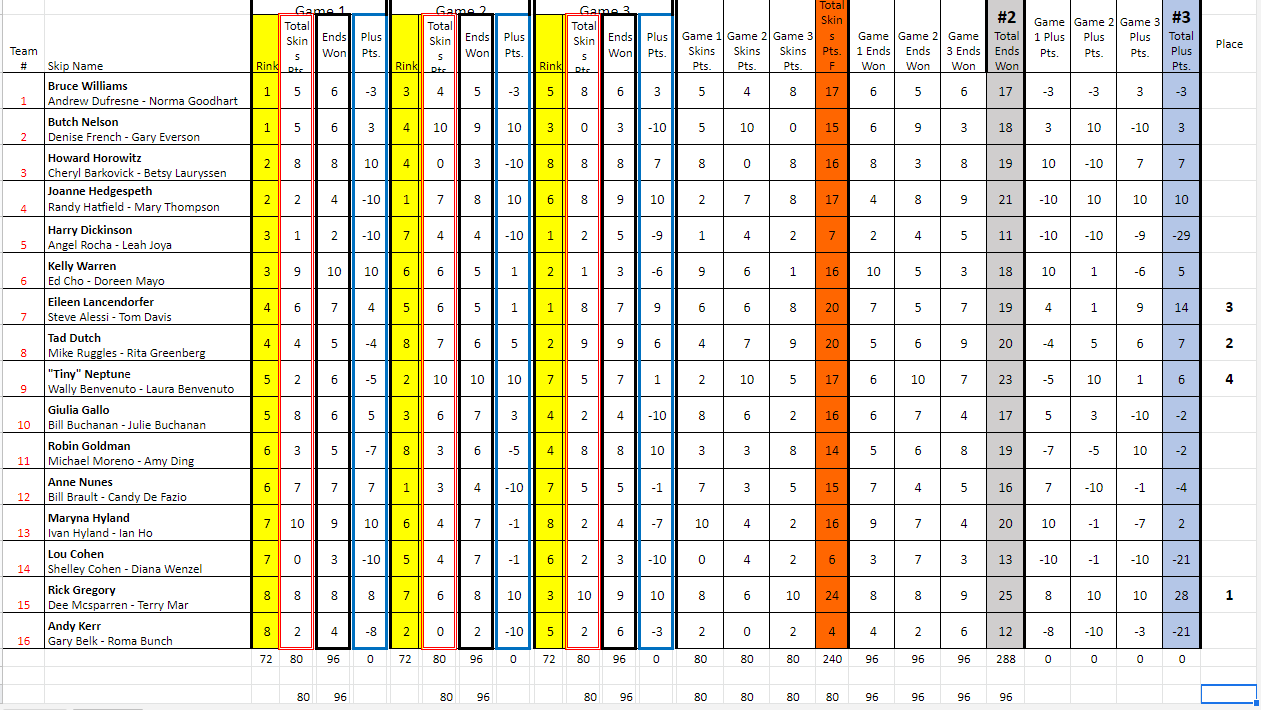 Game 1 Game 2 Game 3
Team # Skip Name Rink Total Skins Pts. Ends Won Plus Pts. Rink Total Skins Pts. Ends Won Plus Pts. Rink Total Skins Pts. Ends Won Plus Pts. Game 1 Skins Pts. Game 2 Skins Pts. Game 3 Skins Pts. Total Skins Pts. F Game 1 Ends Won Game 2 Ends Won Game 3 Ends Won #2 Total Ends Won Game 1 Plus Pts. Game 2 Plus Pts. Game 3 Plus Pts. #3 Total Plus Pts. Place
Bruce Williams
1 Andrew Dufresne - Norma Goodhart 1 5 6 -3 3 4 5 -3 5 8 6 3 5 4 8 17 6 5 6 17 -3 -3 3 -3
Butch Nelson
2 Denise French - Gary Everson 1 5 6 3 4 10 9 10 3 0 3 -10 5 10 0 15 6 9 3 18 3 10 -10 3
Howard Horowitz
3 Cheryl Barkovick - Betsy Lauryssen 2 8 8 10 4 0 3 -10 8 8 8 7 8 0 8 16 8 3 8 19 10 -10 7 7
Joanne Hedgespeth
4 Randy Hatfield - Mary Thompson 2 2 4 -10 1 7 8 10 6 8 9 10 2 7 8 17 4 8 9 21 -10 10 10 10
Harry Dickinson
5 Angel Rocha - Leah Joya 3 1 2 -10 7 4 4 -10 1 2 5 -9 1 4 2 7 2 4 5 11 -10 -10 -9 -29
Kelly Warren
6 Ed Cho - Doreen Mayo 3 9 10 10 6 6 5 1 2 1 3 -6 9 6 1 16 10 5 3 18 10 1 -6 5
Eileen Lancendorfer
7 Steve Alessi - Tom Davis 4 6 7 4 5 6 5 1 1 8 7 9 6 6 8 20 7 5 7 19 4 1 9 14 3
Tad Dutch
8 Mike Ruggles - Rita Greenberg 4 4 5 -4 8 7 6 5 2 9 9 6 4 7 9 20 5 6 9 20 -4 5 6 7 2
"Tiny" Neptune
9 Wally Benvenuto - Laura Benvenuto 5 2 6 -5 2 10 10 10 7 5 7 1 2 10 5 17 6 10 7 23 -5 10 1 6 4
Giulia Gallo
10 Bill Buchanan - Julie Buchanan 5 8 6 5 3 6 7 3 4 2 4 -10 8 6 2 16 6 7 4 17 5 3 -10 -2
Robin Goldman
11 Michael Moreno - Amy Ding 6 3 5 -7 8 3 6 -5 4 8 8 10 3 3 8 14 5 6 8 19 -7 -5 10 -2
Anne Nunes
12 Bill Brault - Candy De Fazio 6 7 7 7 1 3 4 -10 7 5 5 -1 7 3 5 15 7 4 5 16 7 -10 -1 -4
Maryna Hyland
13 Ivan Hyland - Ian Ho 7 10 9 10 6 4 7 -1 8 2 4 -7 10 4 2 16 9 7 4 20 10 -1 -7 2
Lou Cohen
14 Shelley Cohen - Diana Wenzel 7 0 3 -10 5 4 7 -1 6 2 3 -10 0 4 2 6 3 7 3 13 -10 -1 -10 -21
Rick Gregory
15 Dee Mcsparren - Terry Mar 8 8 8 8 7 6 8 10 3 10 9 10 8 6 10 24 8 8 9 25 8 10 10 28 1
Andy Kerr
16 Gary Belk - Roma Bunch 8 2 4 -8 2 0 2 -10 5 2 6 -3 2 0 2 4 4 2 6 12 -8 -10 -3 -21
72 80 96 0 72 80 96 0 72 80 96 0 80 80 80 240 96 96 96 288 0 0 0 0
80 96 80 96 80 96 80 80 80 80 96 96 96 96